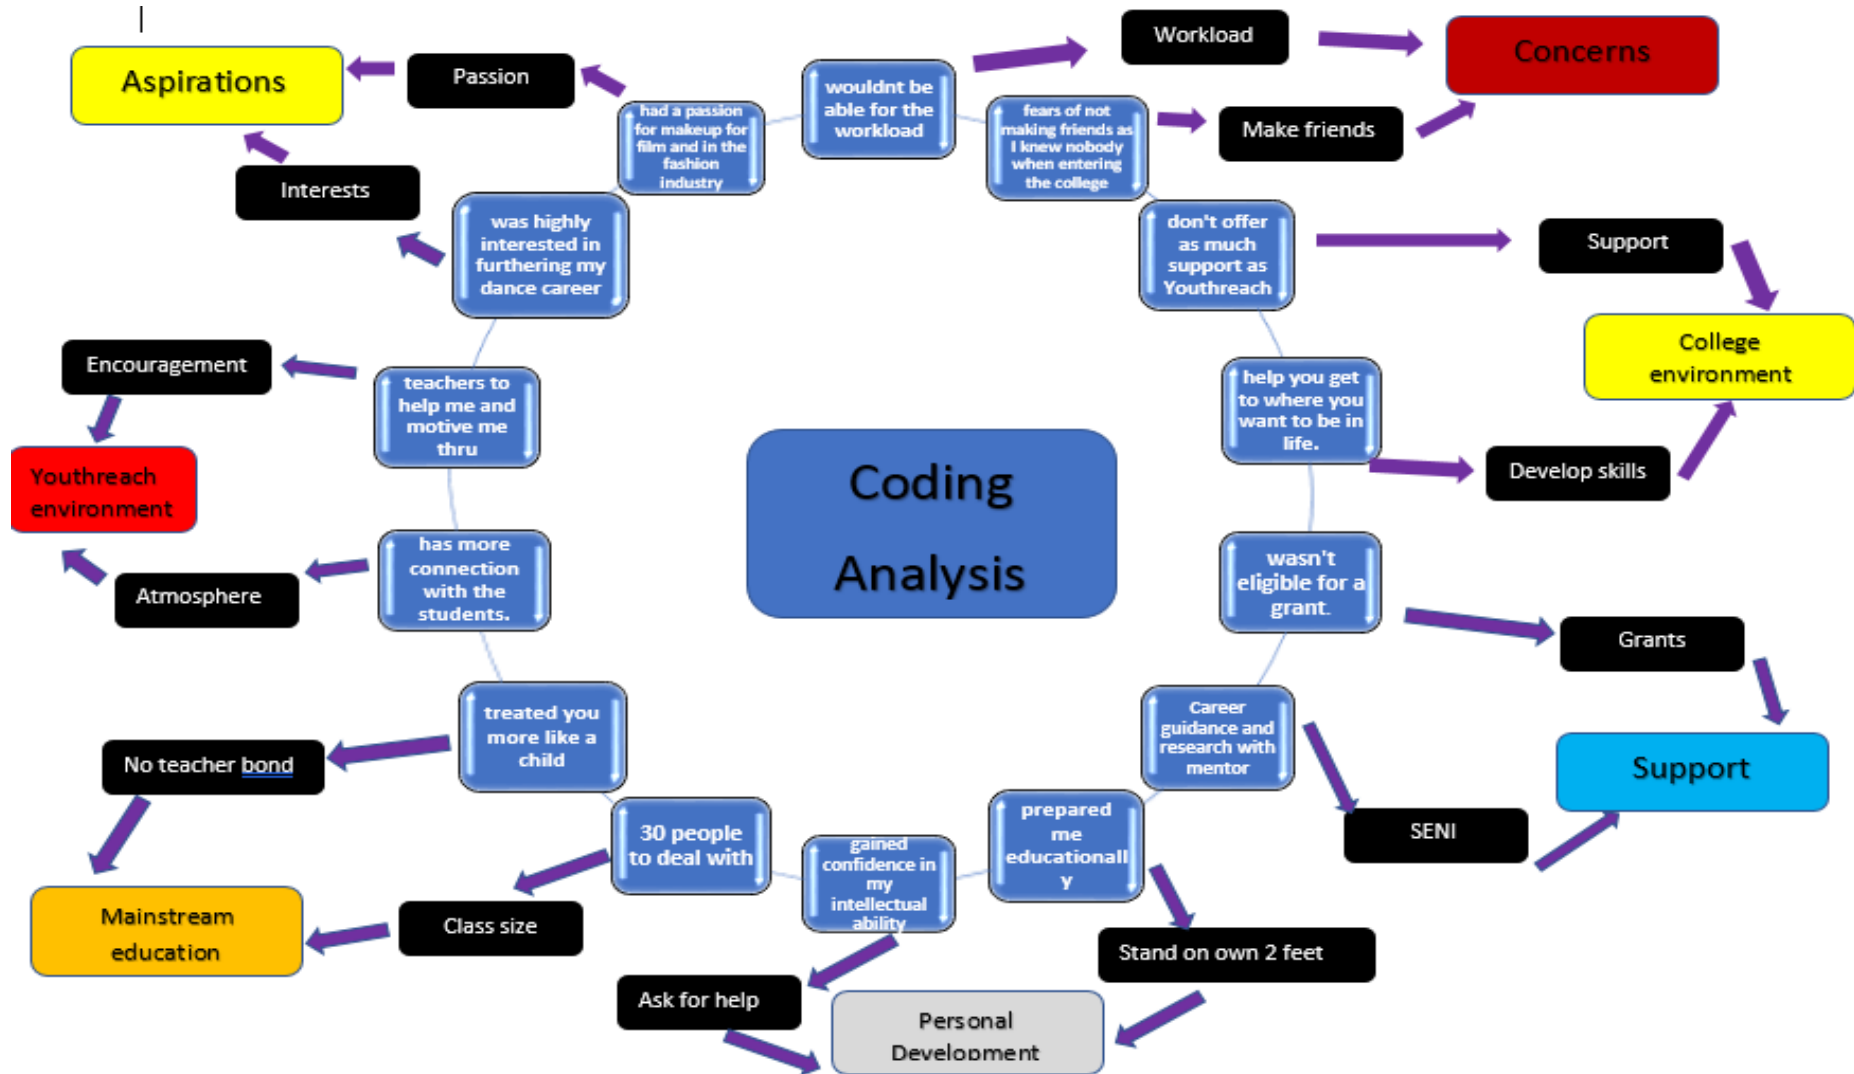 Aspirations
Passion
had a passion
for makeup for
film and in the
fashion
industry
Interests
was highly
interested in
furthering my
dance career
wouldnt be
able for the
workload
Workload
Concerns
fears of not
making friends as
I knew nobody
when entering
the college
Make friends
don't offer
as much
support as
Youthreach
Support
College
environment
help you get
to where you
want to be in
life.
Develop skills
Encouragement
teachers to
help me and
motive me
thru
Youthreach
environment
has more
connection
with the
students.
Atmosphere
Coding
Analysis
wasn't
eligible for a
grant.
Grants
Support
Career
guidance and
research with
mentor
SENI
treated you
more like a
child
No teacher bond
Mainstream
education
30 people
to deal with
Class size
gained
confidence in
my
intellectual
ability
Ask for help
prepared
me
educationall
y
Stand on own 2 feet
Personal
Development